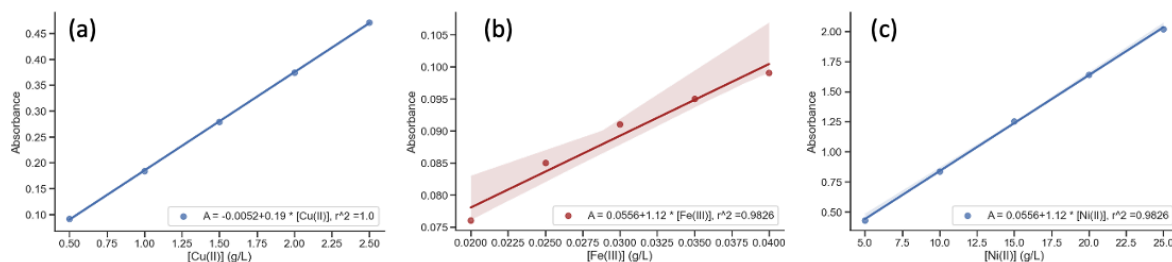 (a)
0.45
0.40
0.35
0.30
0.25
0.20
0.15
0.10
Absorbance
A = -0.0052+0.19 * [Cu(II)], r^2 =1.0
0.50 0.75 1.00 1.25 1.50 1.75 2.00 2.25 2.50
[Cu(II)] (g/L)
(b)
0.105
0.100
0.095
0.090
0.085
0.080
0.075
Absorbance
A = 0.0556+1.12 * [Fe(III)], r^2 =0.9826
0.0200 0.0225 0.0250 0.0275 0.0300 0.0325 0.0350 0.0375 0.0400
[Fe(III)] (g/L)
(c)
2.00
1.75
1.50
1.25
1.00
0.75
0.50
Absorbance
A = 0.0556+1.12 * [Ni(II)], r^2 =0.9826
5.0 7.5 10.0 12.5 15.0 17.5 20.0 22.5 25.0
[Ni(II)] (g/L)